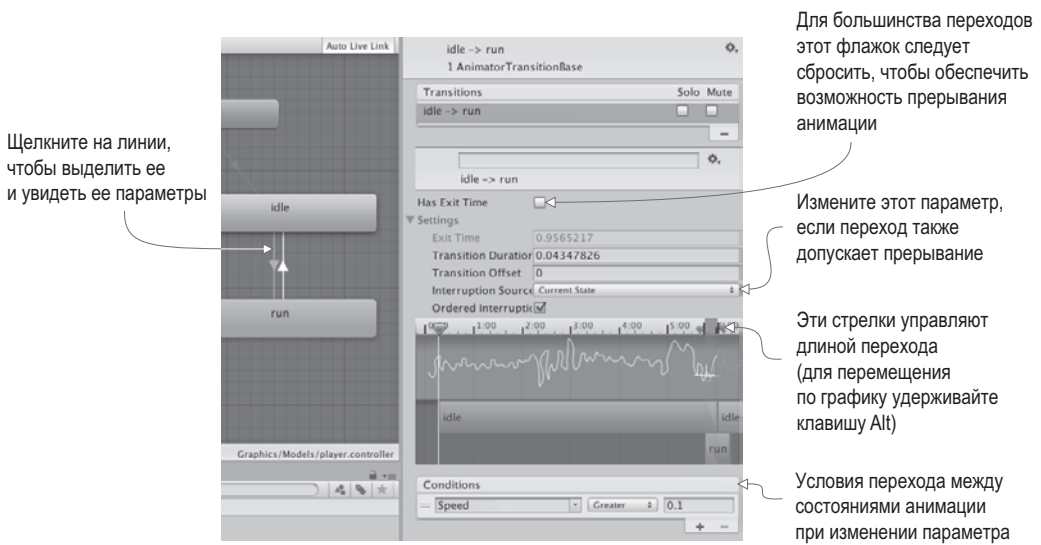 Щелкните на линии,
чтобы выделить ее
и увидеть ее параметры
Auto Live Link
idle
run
Graphics/Models/player.controller
idle -> run
1 AnimatorTransitionBase
Transitions Solo Mute
idle -> run
idle -> run
Has Exit Time
Settings
Exit Time 0.9565217
Transition Duration 0.04347826
Transition Offset 0
Interruption Source Current State
Ordered Interruptic
1:00 2:00 3:00 4:00 5:00
idle idle
run
Conditions
Speed Greater 0.1
Для большинства переходов
этот флажок следует
сбросить, чтобы обеспечить
возможность прерывания
анимации
Измените этот параметр,
если переход также
допускает прерывание
Эти стрелки управляют
длиной перехода
(для перемещения
по графику удерживайте
клавишу Alt)
Условия перехода между
состояниями анимации
при изменении параметра